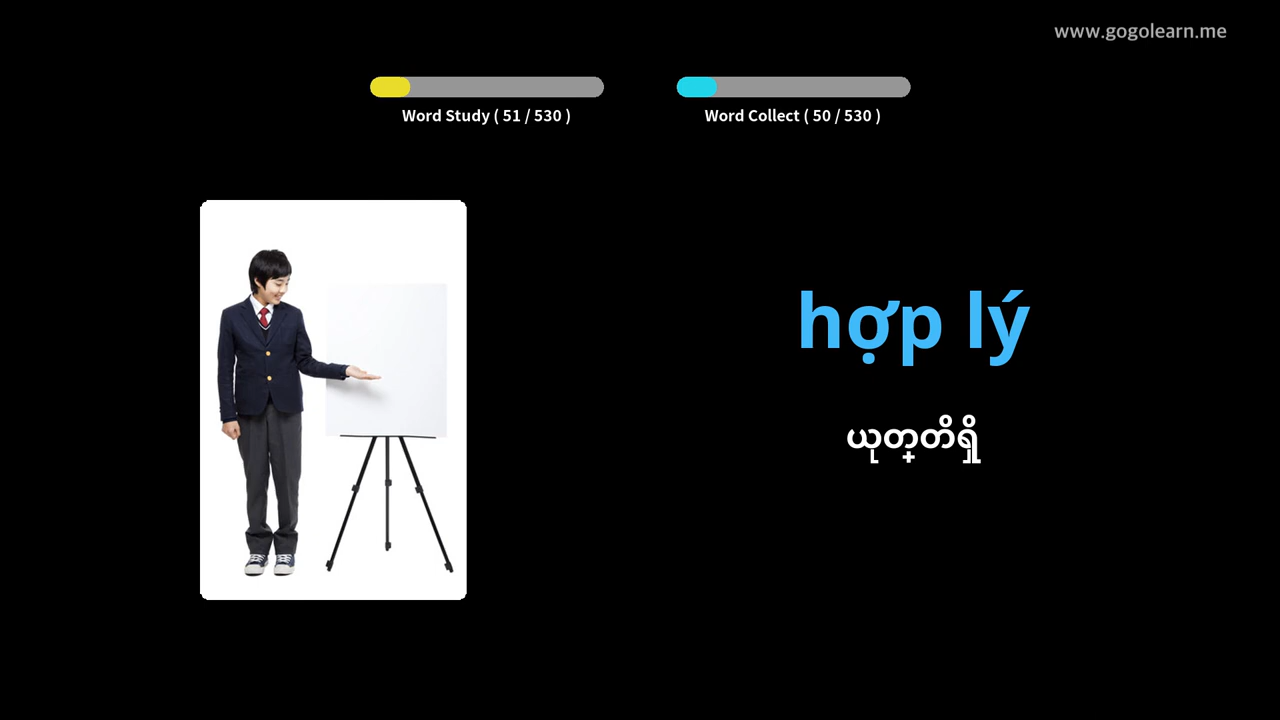 www.gogolearn.me
Word Study ( 51 / 530 )
Word Collect ( 50 / 530 )
hợp lý
ယုတ္တိရှိ